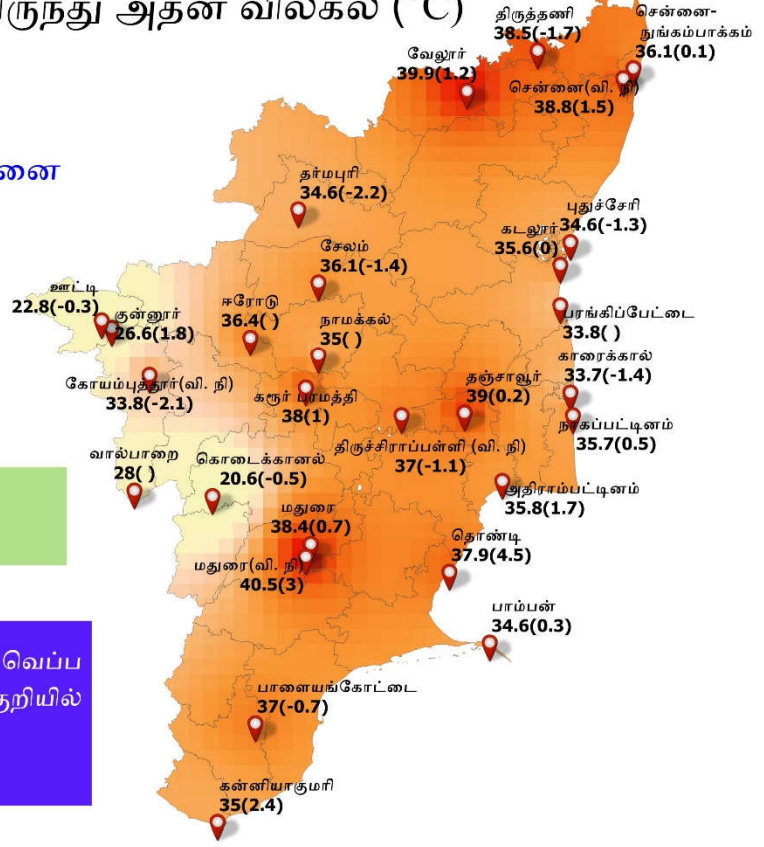 அதன் விலகல் (°C)
திருத்தணி
38.5(-1.7)
சென்னை-
நுங்கம்பாக்கம்
36.1(0.1)
வேலூர்
39.9(1.2)
சென்னை(வி. நி)
38.8(1.5)
தர்மபுரி
34.6(-2.2)
புதுச்சேரி
34.6(-1.3)
கடலூர்
35.6(0)
சேலம்
36.1(-1.4)
ஊட்டி
22.8(-0.3)
குன்னூர்
26.6(1.8)
ஈரோடு
36.4( )
நாமக்கல்
35( )
பரங்கிப்பேட்டை
33.8( )
காரைக்கால்
33.7(-1.4)
கோயம்புத்தூர்(வி. நி)
33.8(-2.1)
கரூர் பரமத்தி
38(1)
தஞ்சாவூர்
39(0.2)
நாகப்பட்டினம்
35.7(0.5)
திருச்சிராப்பள்ளி (வி. நி)
37(-1.1)
வால்பாறை
28( )
கொடைக்கானல்
20.6(-0.5)
அதிராம்பட்டினம்
35.8(1.7)
மதுரை
38.4(0.7)
மதுரை(வி. நி)
40.5(3)
தொண்டி
37.9(4.5)
பாம்பன்
34.6(0.3)
வெப்ப
குறியில்
பாளையங்கோட்டை
37(-0.7)
கன்னியாகுமரி
35(2.4)